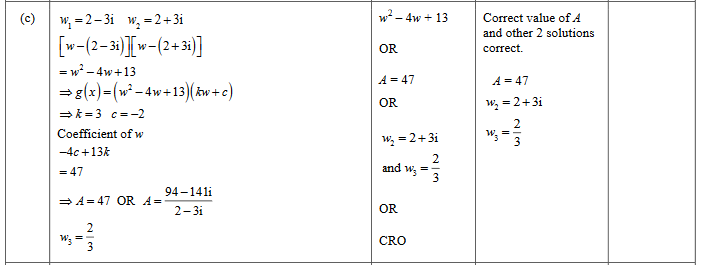 (c)
w₁ = 2 – 3i   w₂ = 2 + 3i
[w – (2 – 3i)][w – (2 + 3i)]
= w² – 4w + 13
⇒ g(x) = (w² – 4w + 13)(kw + c)
⇒ k = 3   c = –2
Coefficient of w
–4c + 13k
= 47
⇒ A = 47 OR A = (94 – 141i)/(2 – 3i)
w₃ = 2/3
w² – 4w + 13
OR
A = 47
OR
w₂ = 2 + 3i
and w₃ = 2/3
OR
CRO
Correct value of A
and other 2 solutions
correct.
A = 47
w₂ = 2 + 3i
w₃ = 2/3